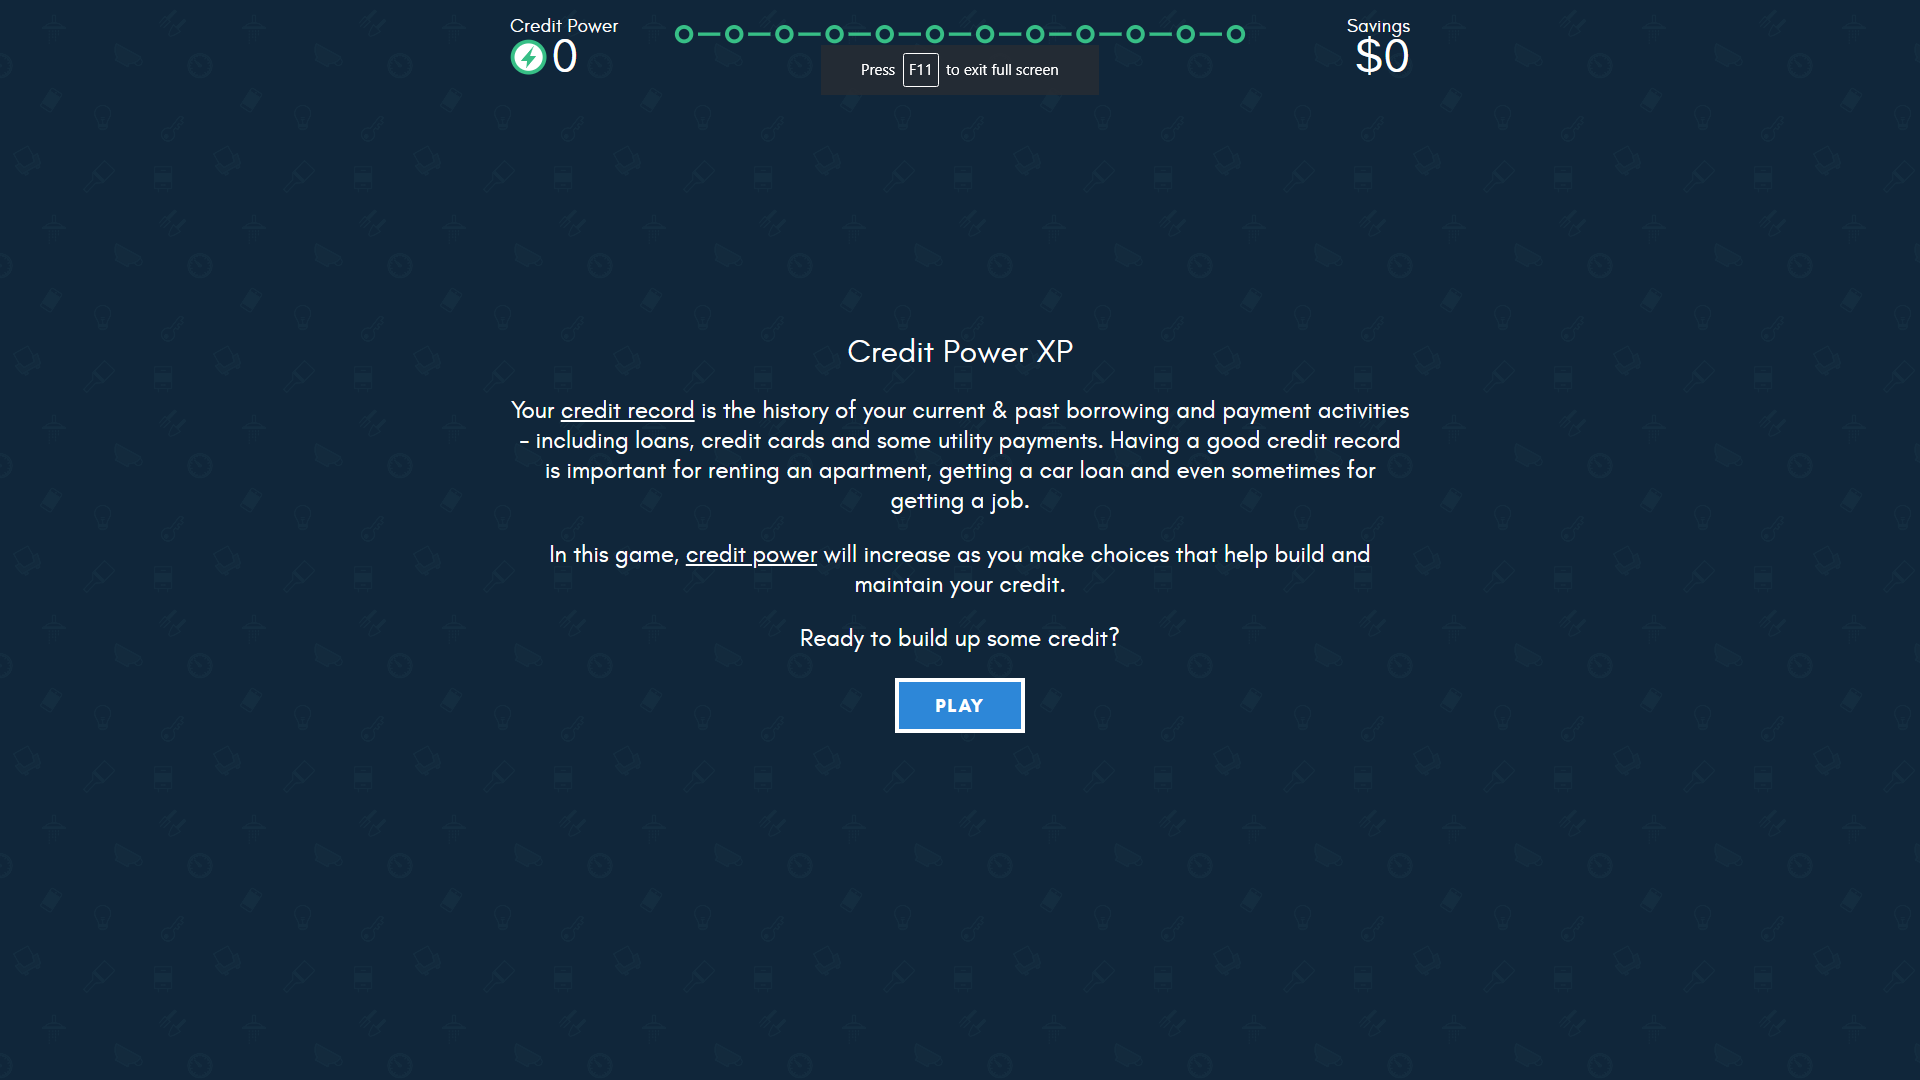 Credit Power
0
Savings
$0
Press F11 to exit full screen
Credit Power XP
Your credit record is the history of your current & past borrowing and payment activities
- including loans, credit cards and some utility payments. Having a good credit record
is important for renting an apartment, getting a car loan and even sometimes for
getting a job.
In this game, credit power will increase as you make choices that help build and
maintain your credit.
Ready to build up some credit?
PLAY